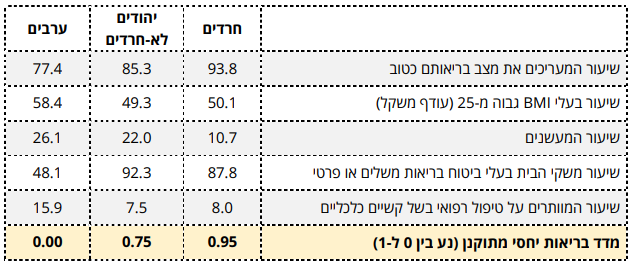 חרדים יהודים לא-חרדים ערבים
שיעור המעריכים את מצב בריאותם כטוב 93.8 85.3 77.4
שיעור בעלי BMI גבוה מ-25 (עודף משקל) 50.1 49.3 58.4
שיעור המעשנים 10.7 22.0 26.1
שיעור משקי הבית בעלי ביטוח בריאות משלים או פרטי 87.8 92.3 48.1
שיעור המוותרים על טיפול רפואי בשל קשיים כלכליים 8.0 7.5 15.9
מדד בריאות יחסי מתוקנן (נע בין 0 ל-1) 0.95 0.75 0.00